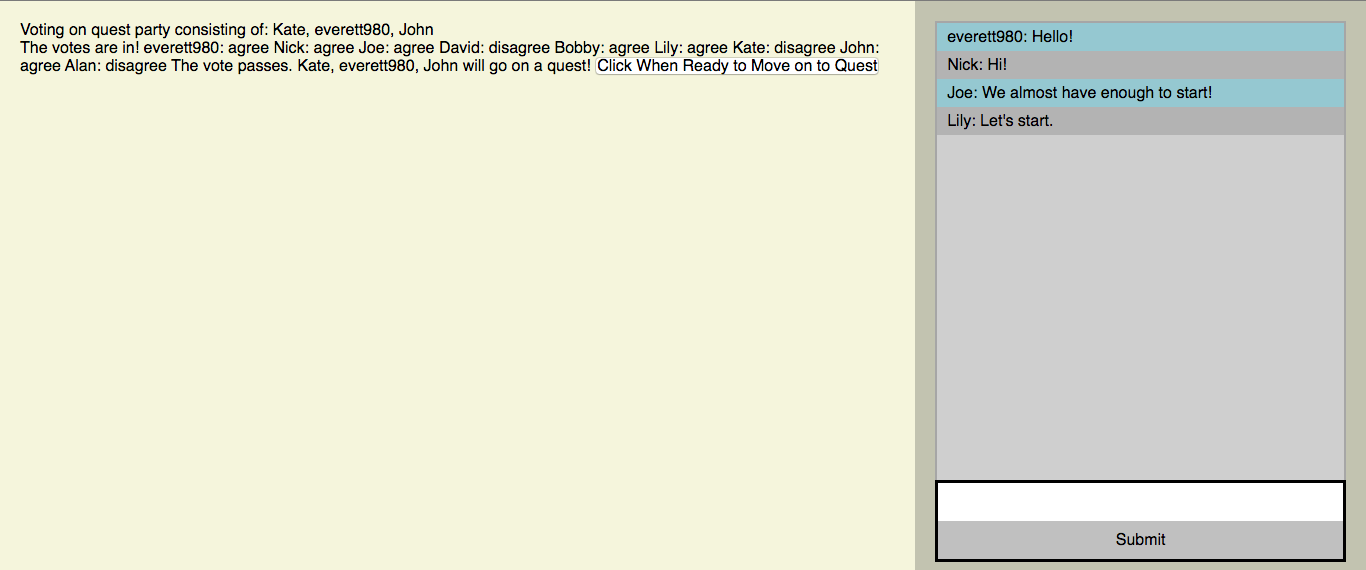 Voting on quest party consisting of: Kate, everett980, John
The votes are in! everett980: agree Nick: agree Joe: agree David: disagree Bobby: agree Lily: agree Kate: disagree John:
agree Alan: disagree The vote passes. Kate, everett980, John will go on a quest! Click When Ready to Move on to Quest
everett980: Hello!
Nick: Hi!
Joe: We almost have enough to start!
Lily: Let's start.
Submit